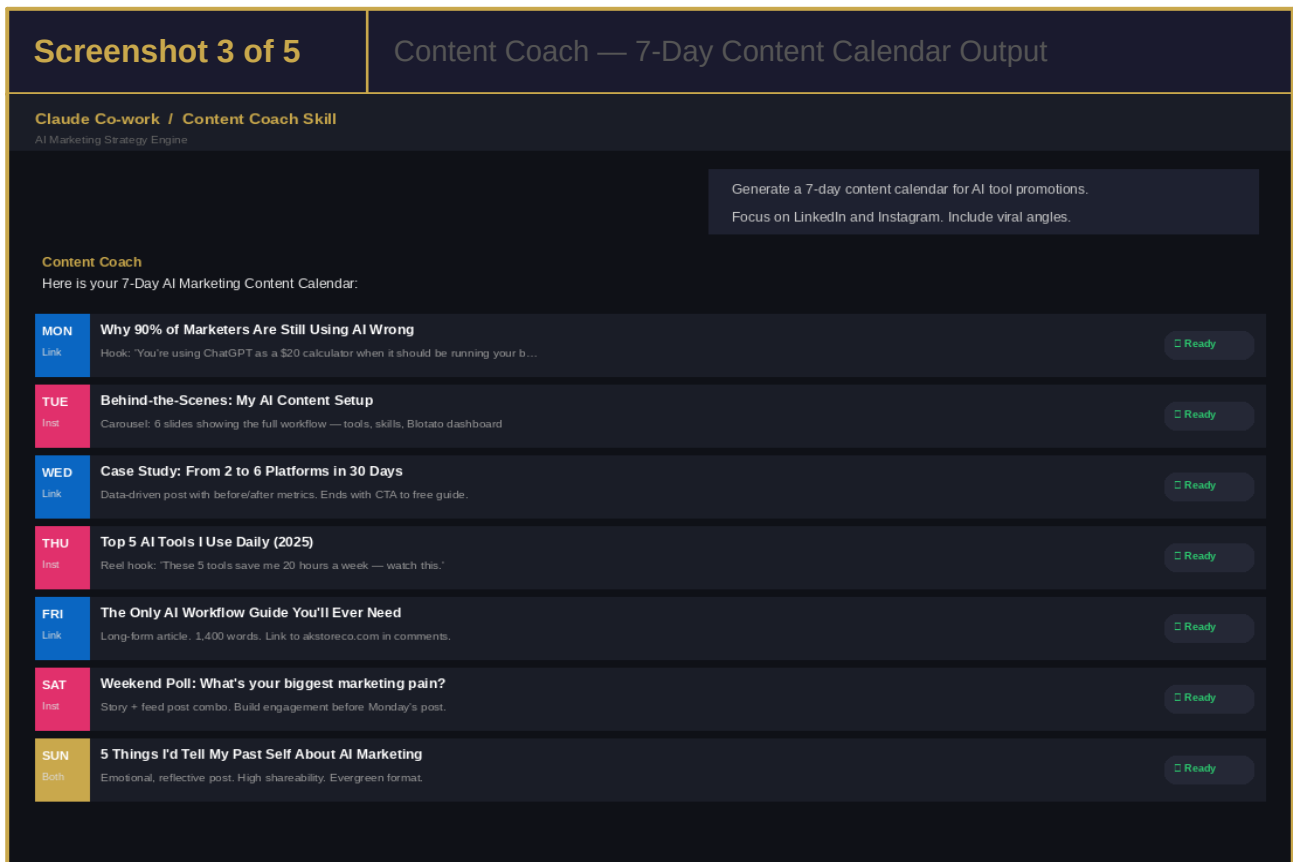 Screenshot 3 of 5
Content Coach — 7-Day Content Calendar Output
Claude Co-work / Content Coach Skill
AI Marketing Strategy Engine
Generate a 7-day content calendar for AI tool promotions.
Focus on LinkedIn and Instagram. Include viral angles.
Content Coach
Here is your 7-Day AI Marketing Content Calendar:
MON
Link
Why 90% of Marketers Are Still Using AI Wrong
Hook: 'You're using ChatGPT as a $20 calculator when it should be running your b…
Ready
TUE
Inst
Behind-the-Scenes: My AI Content Setup
Carousel: 6 slides showing the full workflow — tools, skills, Blotato dashboard
Ready
WED
Link
Case Study: From 2 to 6 Platforms in 30 Days
Data-driven post with before/after metrics. Ends with CTA to free guide.
Ready
THU
Inst
Top 5 AI Tools I Use Daily (2025)
Reel hook: 'These 5 tools save me 20 hours a week — watch this.'
Ready
FRI
Link
The Only AI Workflow Guide You'll Ever Need
Long-form article. 1,400 words. Link to akstoreco.com in comments.
Ready
SAT
Inst
Weekend Poll: What's your biggest marketing pain?
Story + feed post combo. Build engagement before Monday's post.
Ready
SUN
Both
5 Things I'd Tell My Past Self About AI Marketing
Emotional, reflective post. High shareability. Evergreen format.
Ready